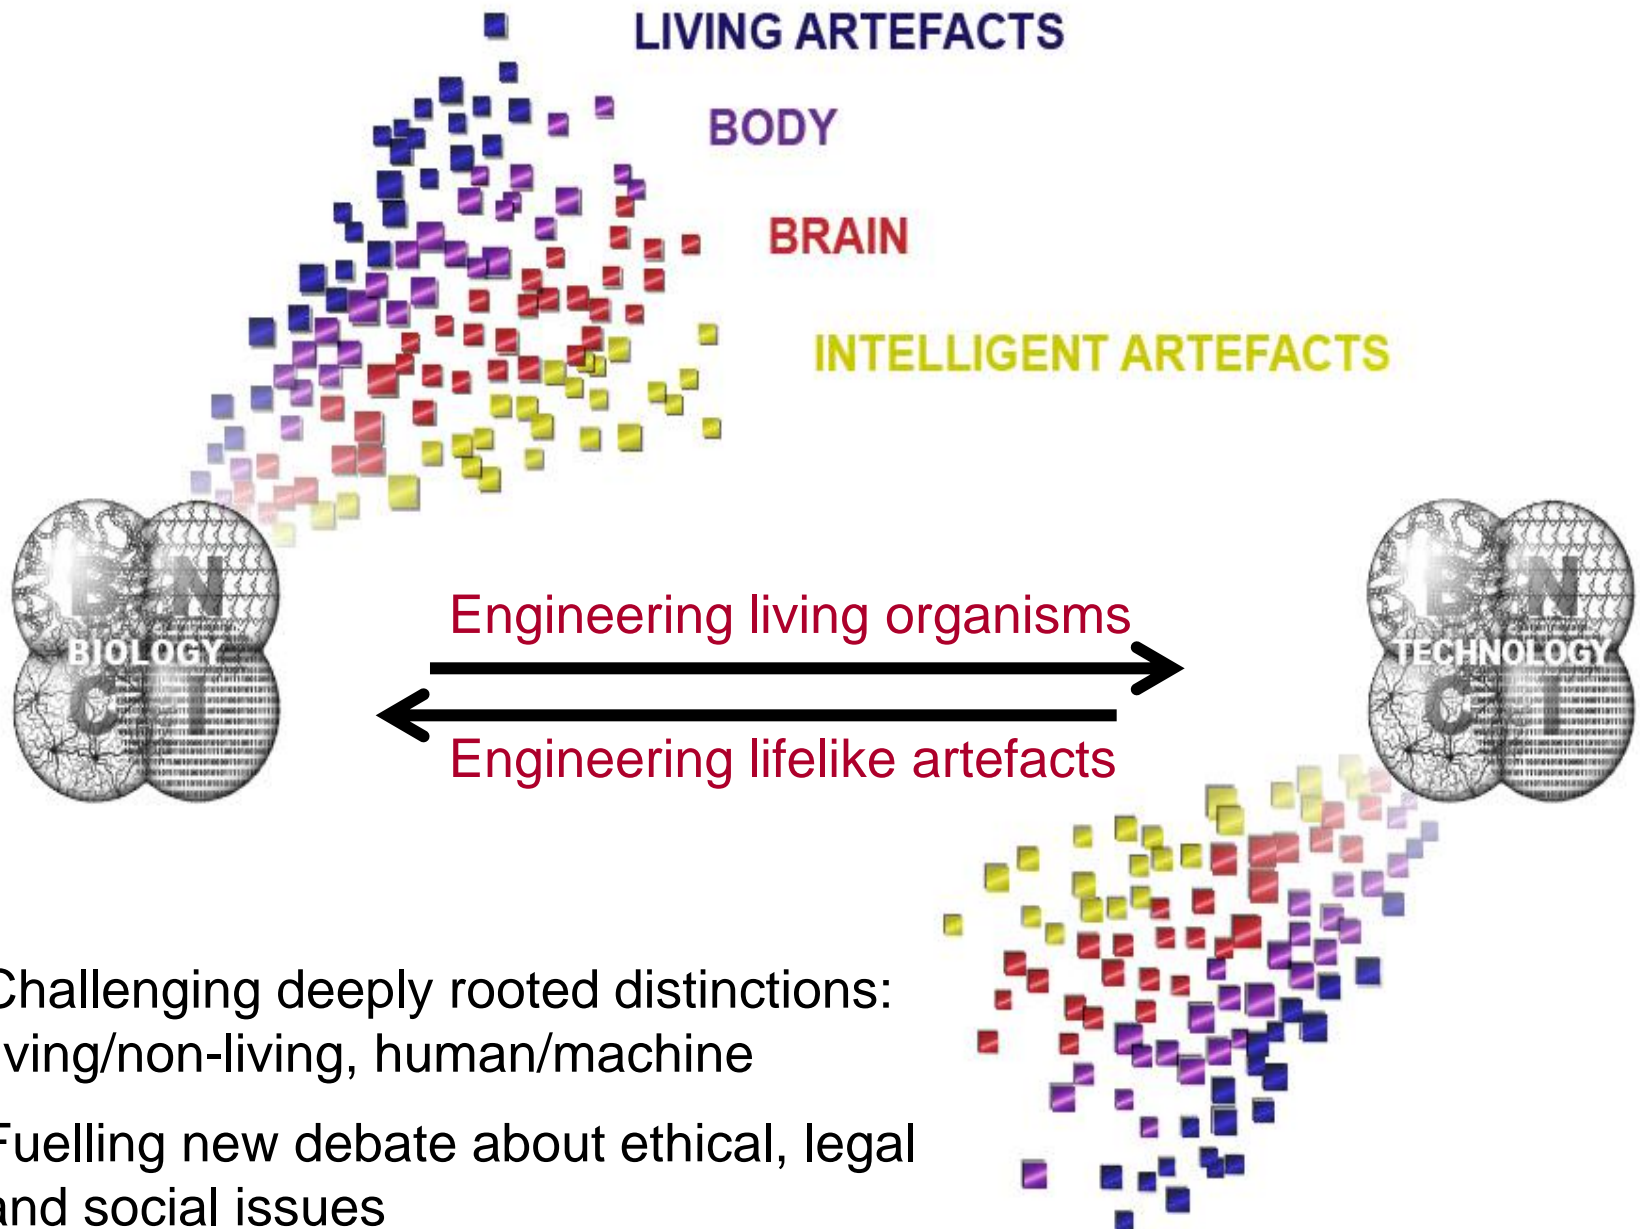 LIVING ARTEFACTS
BODY
BRAIN
INTELLIGENT ARTEFACTS
B N
BIOLOGY
C I
Engineering living organisms
Engineering lifelike artefacts
B N
TECHNOLOGY
C I
Challenging deeply rooted distinctions:
iving/non-living, human/machine
Fuelling new debate about ethical, legal
and social issues